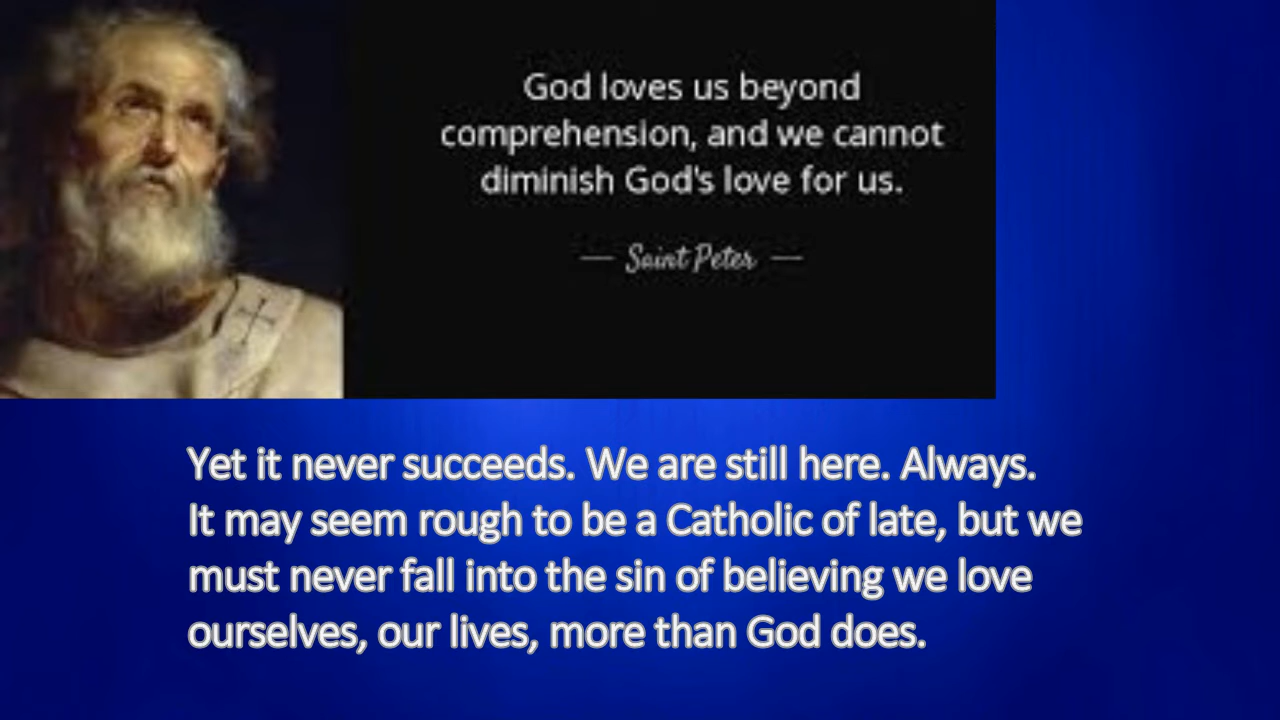 God loves us beyond
comprehension, and we cannot
diminish God's love for us.
— Saint Peter —
Yet it never succeeds. We are still here. Always.
It may seem rough to be a Catholic of late, but we
must never fall into the sin of believing we love
ourselves, our lives, more than God does.